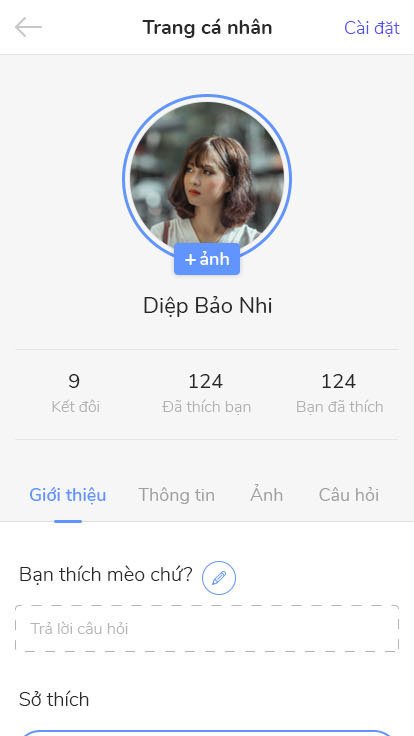 Trang cá nhân Cài đặt
+ ảnh
Diệp Bảo Nhi
9 124 124
Kết đôi Đã thích bạn Bạn đã thích
Giới thiệu Thông tin Ảnh Câu hỏi
Bạn thích mèo chứ?
Trả lời câu hỏi
Sở thích